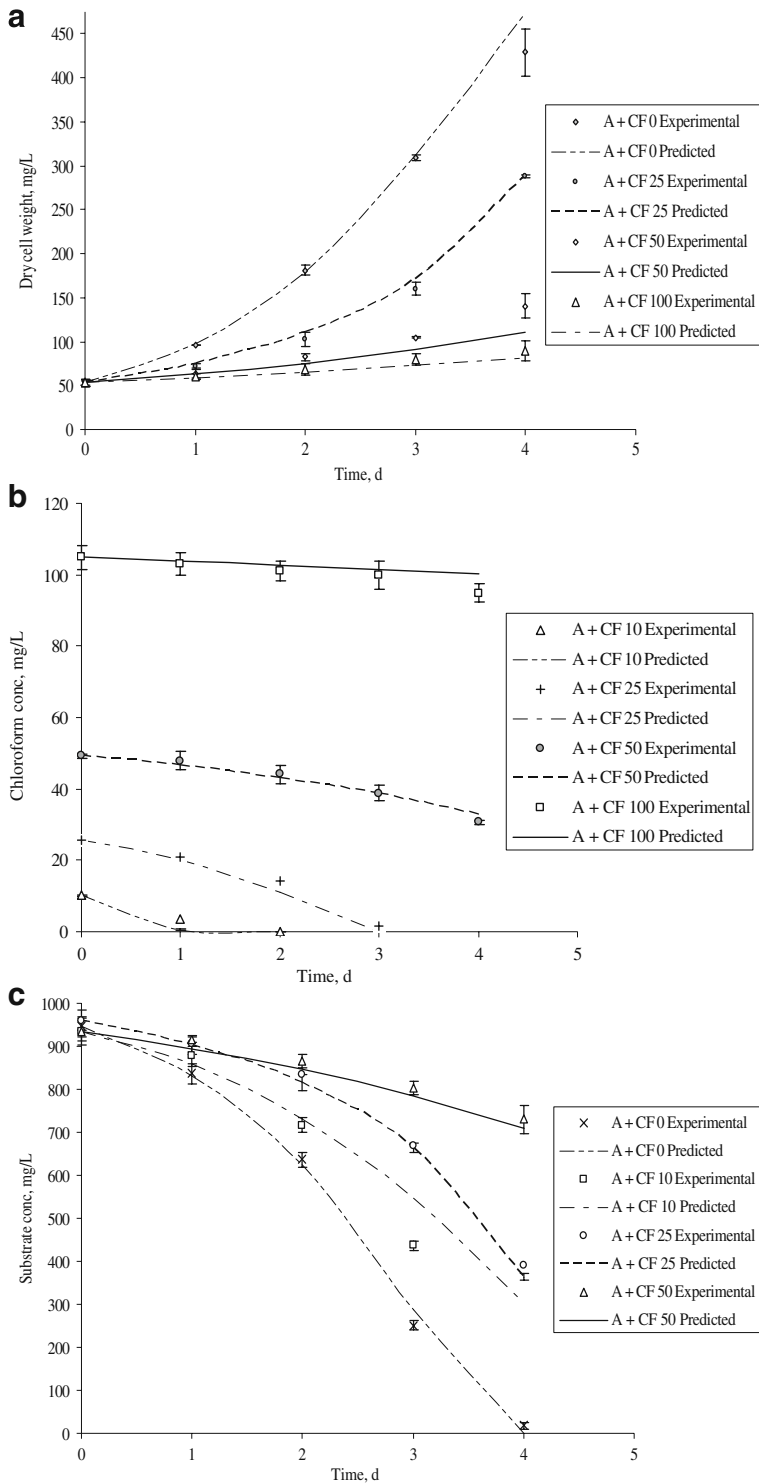 a
450
400
350
300
250
200
150
100
50
0
Dry cell weight, mg/L
0 1 2 3 4 5
Time, d
A + CF 0 Experimental
A + CF 0 Predicted
A + CF 25 Experimental
A + CF 25 Predicted
A + CF 50 Experimental
A + CF 50 Predicted
A + CF 100 Experimental
A + CF 100 Predicted
b
120
100
80
60
40
20
0
Chloroform conc, mg/L
0 1 2 3 4 5
Time, d
A + CF 10 Experimental
A + CF 10 Predicted
A + CF 25 Experimental
A + CF 25 Predicted
A + CF 50 Experimental
A + CF 50 Predicted
A + CF 100 Experimental
A + CF 100 Predicted
c
1000
900
800
700
600
500
400
300
200
100
0
Substrate conc, mg/L
0 1 2 3 4 5
Time, d
A + CF 0 Experimental
A + CF 0 Predicted
A + CF 10 Experimental
A + CF 10 Predicted
A + CF 25 Experimental
A + CF 25 Predicted
A + CF 50 Experimental
A + CF 50 Predicted